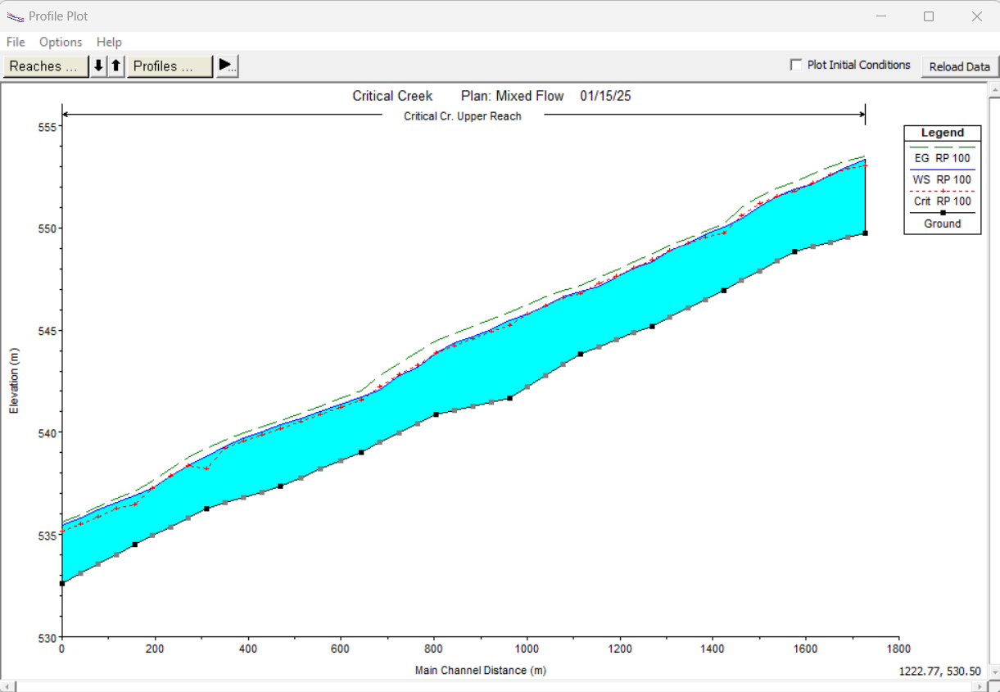 Profile Plot
File Options Help
Reaches ... Profiles ... ... Plot Initial Conditions Reload Data
Critical Creek Plan: Mixed Flow 01/15/25
Critical Cr. Upper Reach
Legend
EG RP 100
WS RP 100
Crit RP 100
Ground
555
550
545
540
535
530
Elevation (m)
0 200 400 600 800 1000 1200 1400 1600 1800
Main Channel Distance (m)
1222.77, 530.50